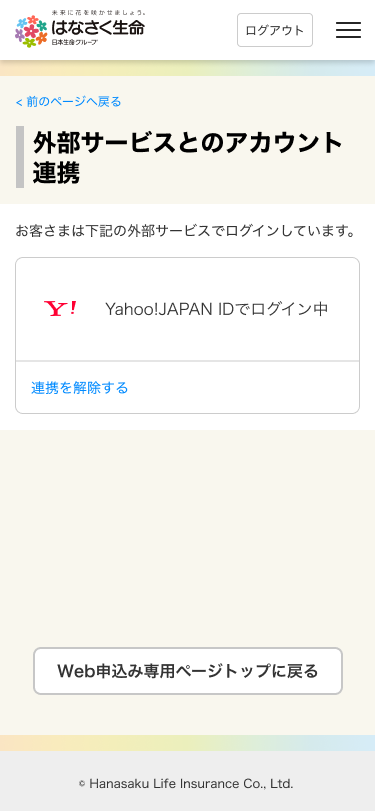 未来に花を咲かせましょう。
はなさく生命
日本生命グループ
ログアウト
< 前のページへ戻る
外部サービスとのアカウント
連携
お客さまは下記の外部サービスでログインしています。
Y! Yahoo!JAPAN IDでログイン中
連携を解除する
Web申込み専用ページトップに戻る
© Hanasaku Life Insurance Co., Ltd.